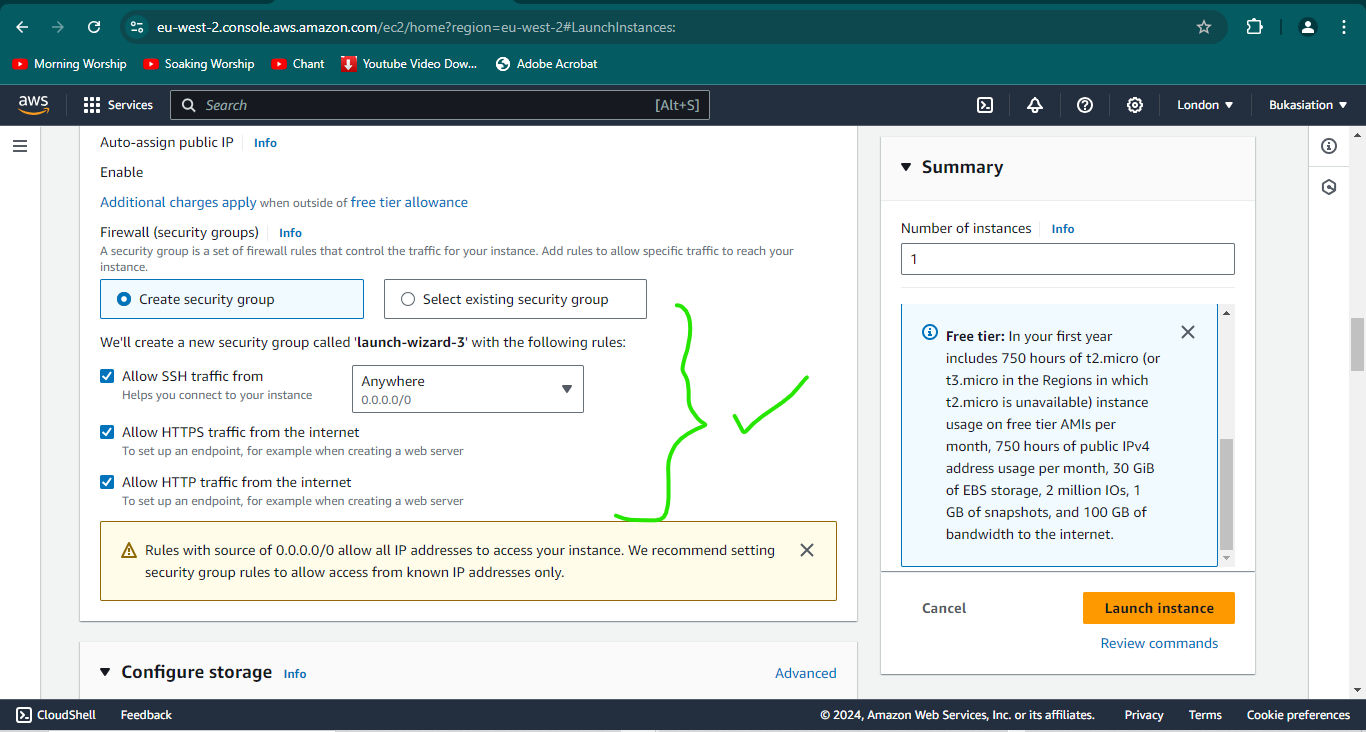 eu-west-2.console.aws.amazon.com/ec2/home?region=eu-west-2#LaunchInstances:
Morning Worship
Soaking Worship
Chant
Youtube Video Dow...
Adobe Acrobat
aws
Services
Search
[Alt+S]
London
Bukasiation
Auto-assign public IP
Info
Enable
Additional charges apply when outside of free tier allowance
Firewall (security groups)
Info
A security group is a set of firewall rules that control the traffic for your instance. Add rules to allow specific traffic to reach your
instance.
Create security group
Select existing security group
We'll create a new security group called 'launch-wizard-3' with the following rules:
Allow SSH traffic from
Helps you connect to your instance
Anywhere
0.0.0.0/0
Allow HTTPS traffic from the internet
To set up an endpoint, for example when creating a web server
Allow HTTP traffic from the internet
To set up an endpoint, for example when creating a web server
Rules with source of 0.0.0.0/0 allow all IP addresses to access your instance. We recommend setting
security group rules to allow access from known IP addresses only.
Configure storage
Info
Advanced
Summary
Number of instances
Info
1
Free tier: In your first year
includes 750 hours of t2.micro (or
t3.micro in the Regions in which
t2.micro is unavailable) instance
usage on free tier AMIs per
month, 750 hours of public IPv4
address usage per month, 30 GiB
of EBS storage, 2 million IOs, 1
GB of snapshots, and 100 GB of
bandwidth to the internet.
Cancel
Launch instance
Review commands
CloudShell
Feedback
© 2024, Amazon Web Services, Inc. or its affiliates.
Privacy
Terms
Cookie preferences